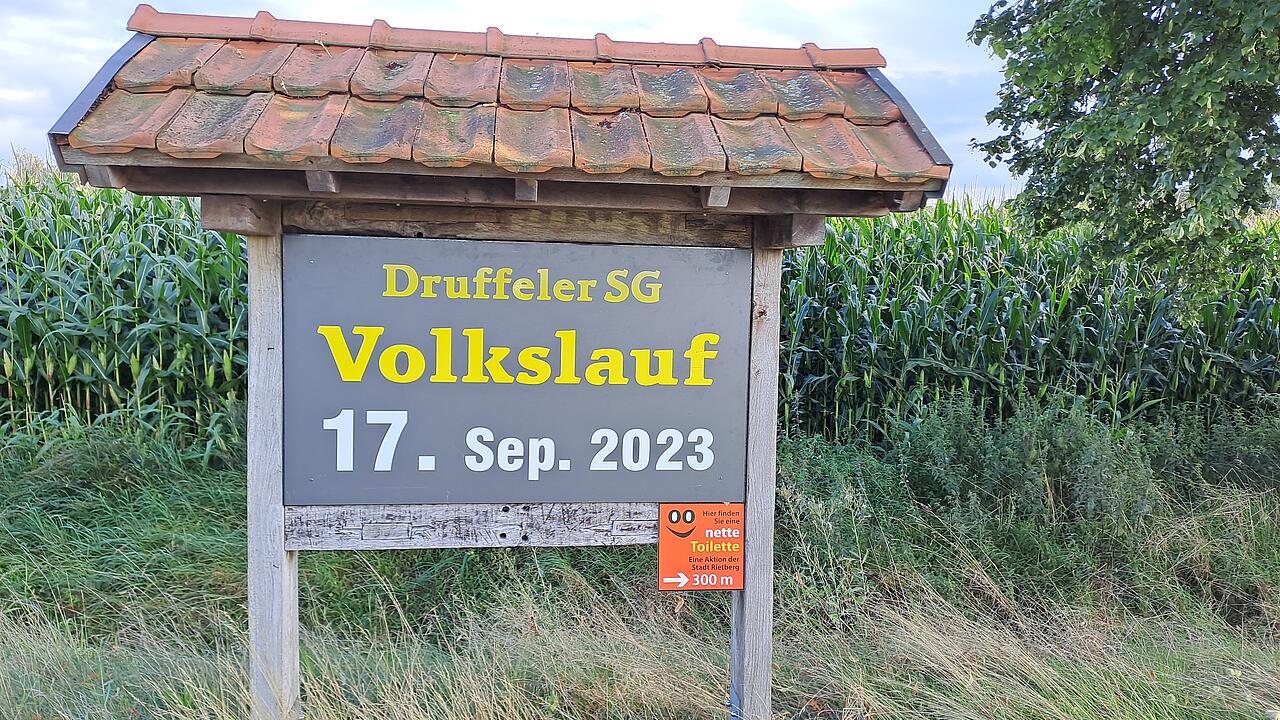 Druffeler SG
Volkslauf
17. Sep. 2023
Hier finden
Sie eine
nette
Toilette
Eine Aktion der
Stadt Rietberg
300 m